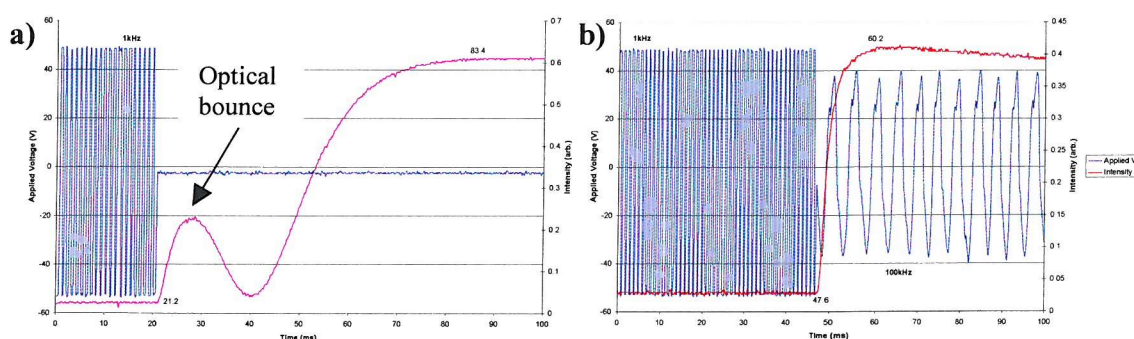 a)
1kHz
83.4
Optical
bounce
21.2
Applied Voltage (V)
60
40
20
0
-20
-40
-60
Intensity (arb.)
0.7
0.6
0.5
0.4
0.3
0.2
0.1
0
0 10 20 30 40 50 60 70 80 90 100
Time (ms)
b)
1kHz
60.2
47.6
100kHz
Applied Voltage (V)
60
40
20
0
-20
-40
-60
Intensity (arb.)
0.45
0.4
0.35
0.3
0.25
0.2
0.15
0.1
0.05
0
0 10 20 30 40 50 60 70 80 90 100
Time (ms)
Applied V
Intensity